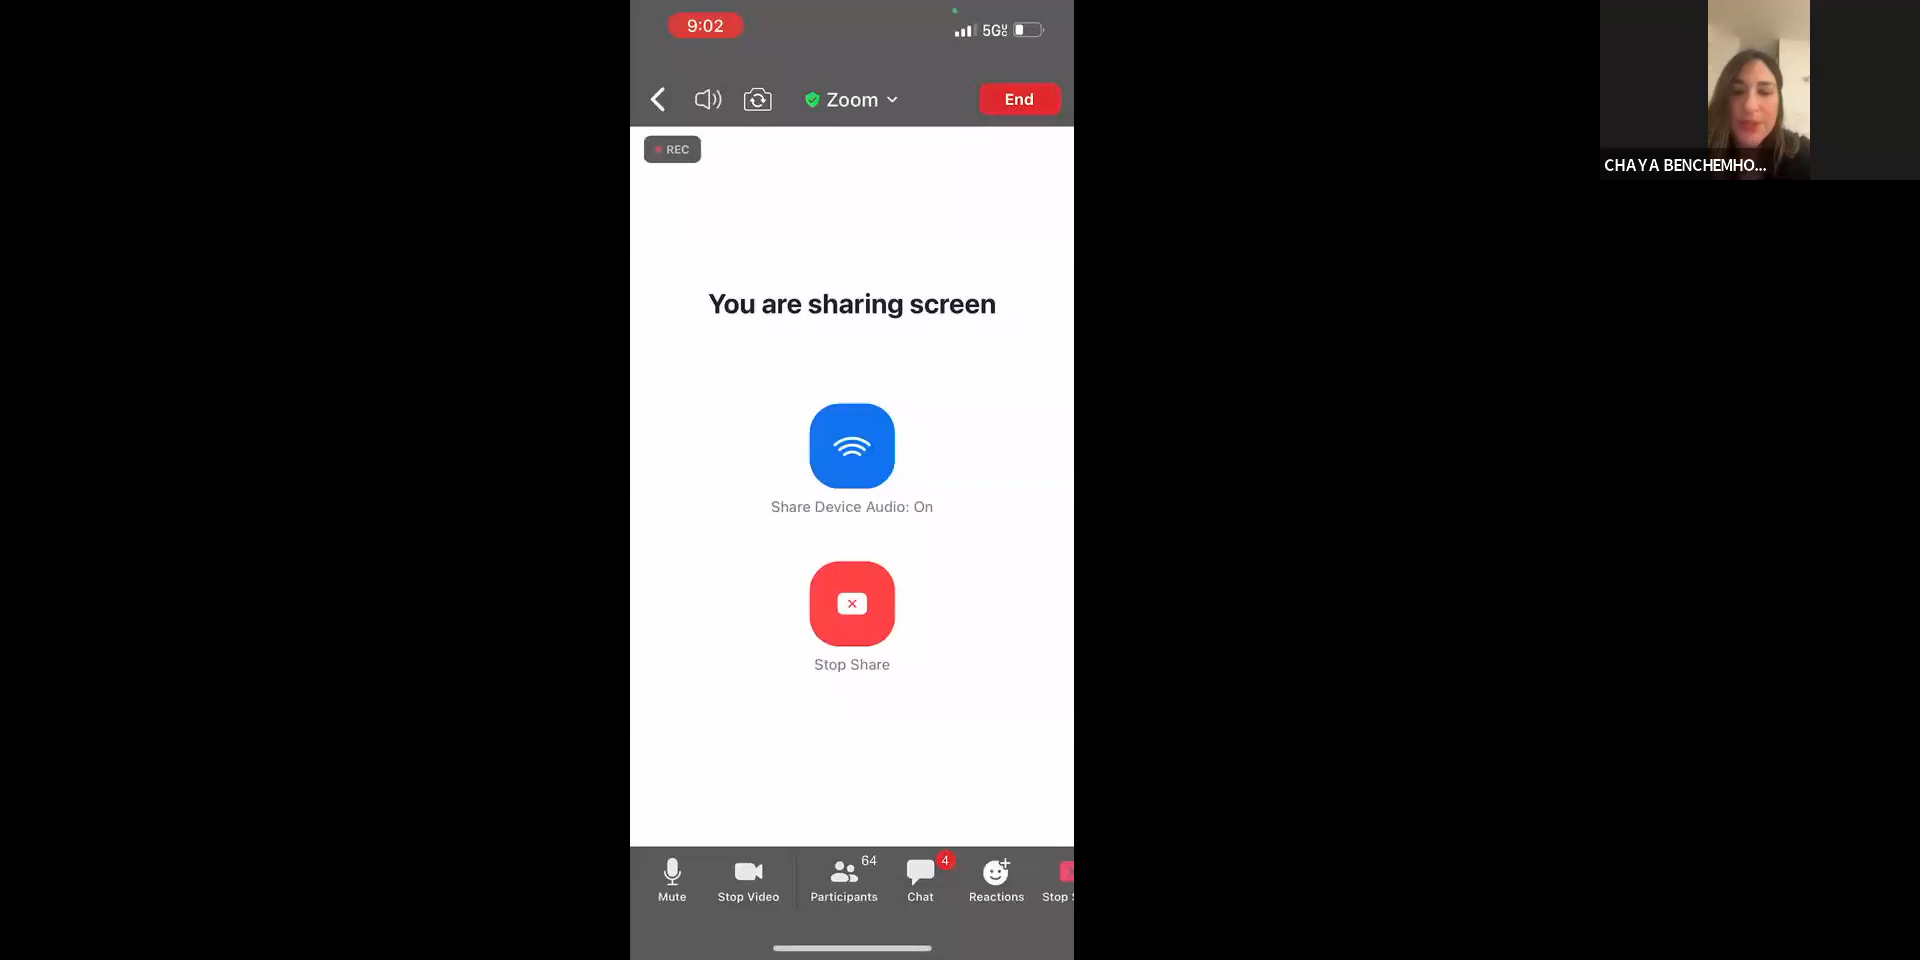 9:02
5G
Zoom
End
REC
You are sharing screen
Share Device Audio: On
Stop Share
64
4
Mute
Stop Video
Participants
Chat
Reactions
Stop S
CHAYA BENCHEMHO...